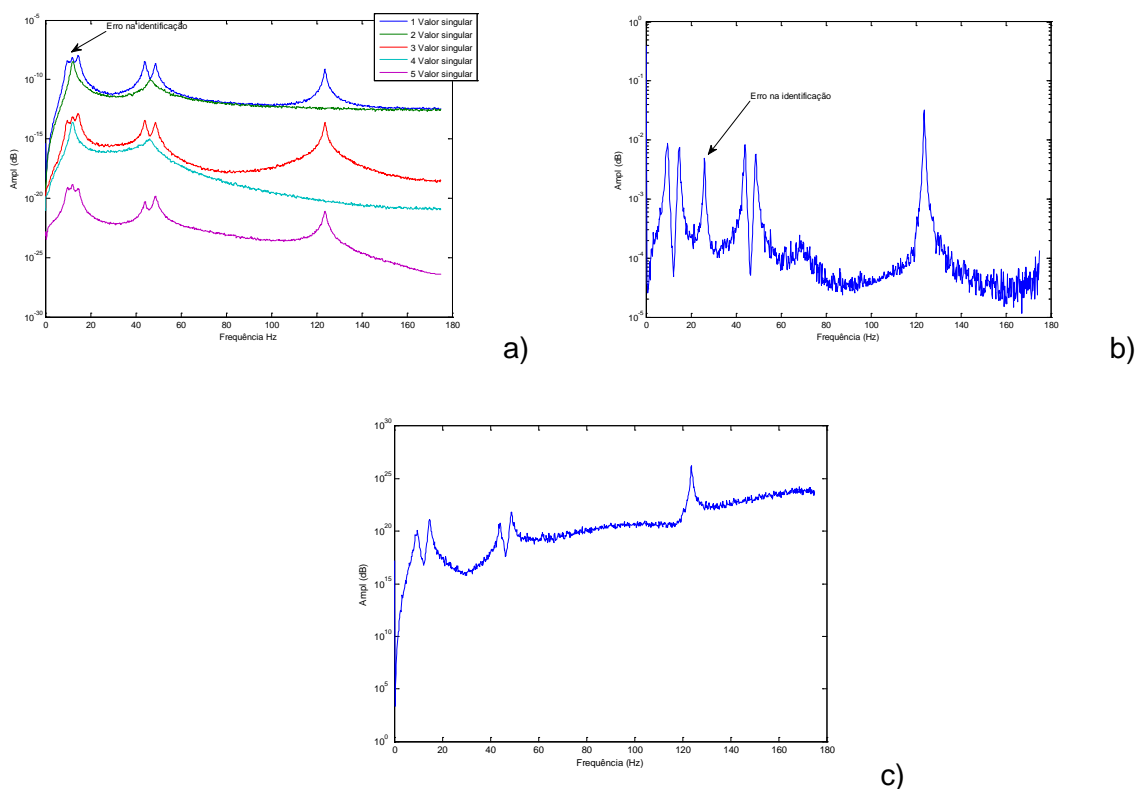 Erro na identificação
1 Valor singular
2 Valor singular
3 Valor singular
4 Valor singular
5 Valor singular
Ampl (dB)
10^-5
10^-10
10^-15
10^-20
10^-25
10^-30
0 20 40 60 80 100 120 140 160 180
Frequência Hz
a)
Erro na identificação
Ampl (dB)
10^0
10^-1
10^-2
10^-3
10^-4
10^-5
0 20 40 60 80 100 120 140 160 180
Frequência (Hz)
b)
Ampl (dB)
10^30
10^25
10^20
10^15
10^10
10^5
10^0
0 20 40 60 80 100 120 140 160 180
Frequência (Hz)
c)